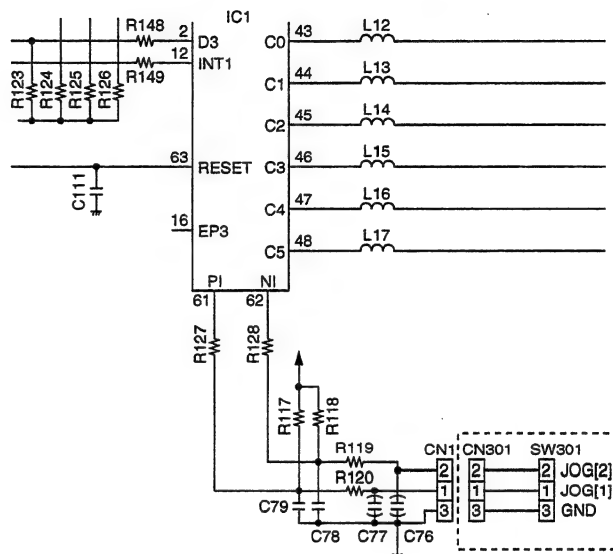 R148
IC1
2
D3
12
INT1
R149
R123
R124
R125
R126
63
RESET
C111
16
EP3
C0
43
L12
C1
44
L13
C2
45
L14
C3
46
L15
C4
47
L16
C5
48
L17
PI
NI
61
62
R127
R128
R117
R118
R119
R120
CN1
CN301
SW301
2
2
2
JOG[2]
1
1
1
JOG[1]
3
3
3
GND
C79
C78
C77
C76